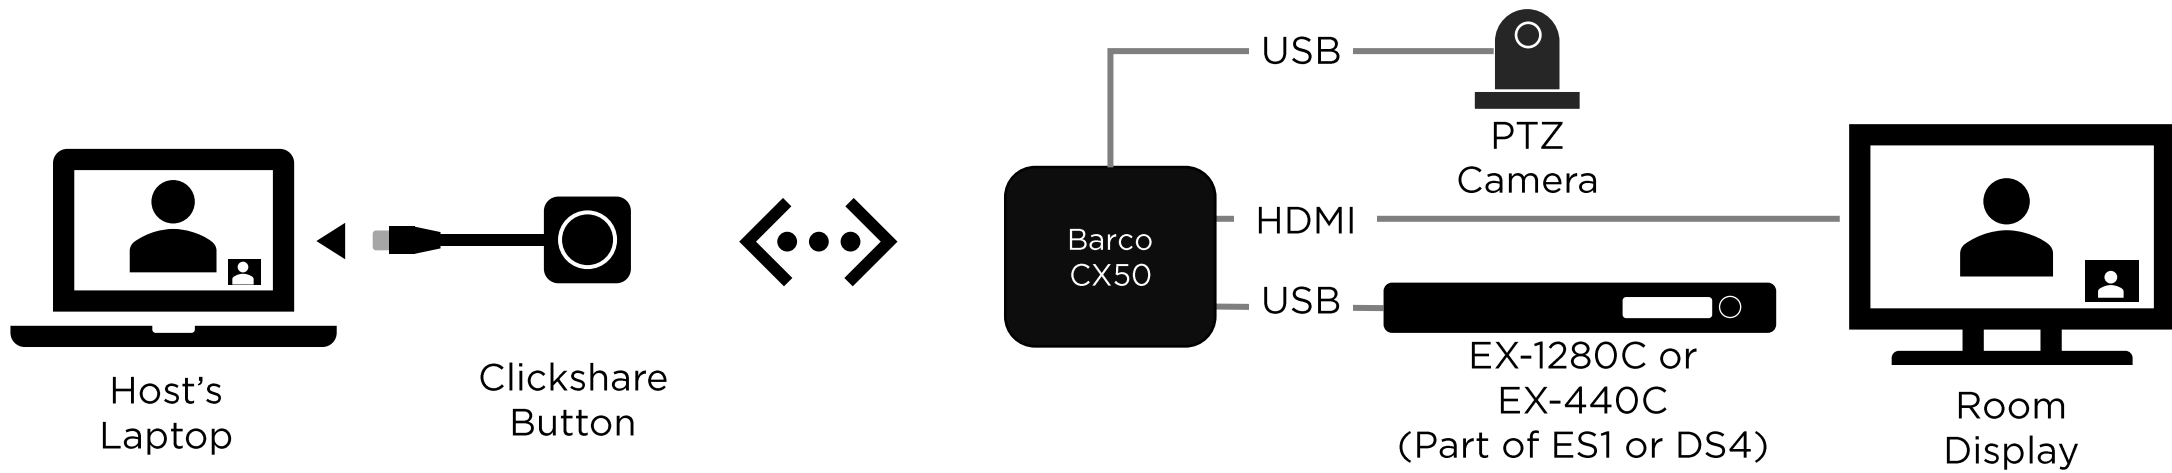 Host's
Laptop
Clickshare
Button
Barco
CX50
USB
PTZ
Camera
HDMI
USB
EX-1280C or
EX-440C
(Part of ES1 or DS4)
Room
Display